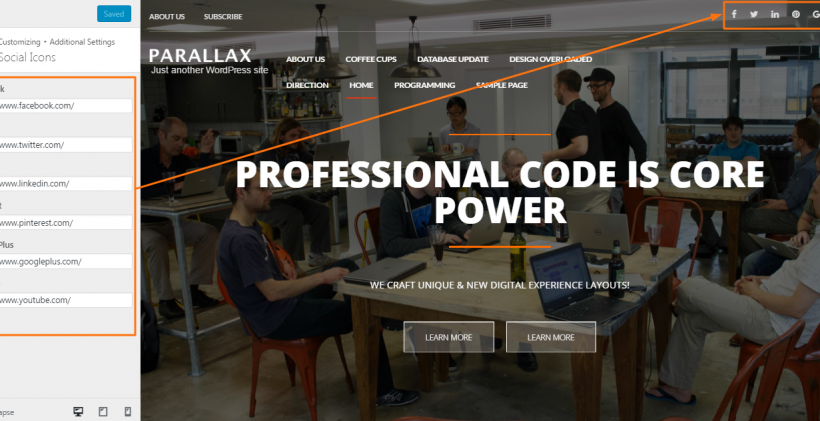 Saved
Customizing • Additional Settings
Social Icons
k
www.facebook.com/
www.twitter.com/
www.linkedin.com/
t
www.pinterest.com/
Plus
www.googleplus.com/
www.youtube.com/
apse
ABOUT US SUBSCRIBE
f in G
PARALLAX
Just another WordPress site
ABOUT US COFFEE CUPS DATABASE UPDATE DESIGN OVERLOADED
DIRECTION HOME PROGRAMMING SAMPLE PAGE
PROFESSIONAL CODE IS CORE
POWER
WE CRAFT UNIQUE & NEW DIGITAL EXPERIENCE LAYOUTS!
LEARN MORE LEARN MORE